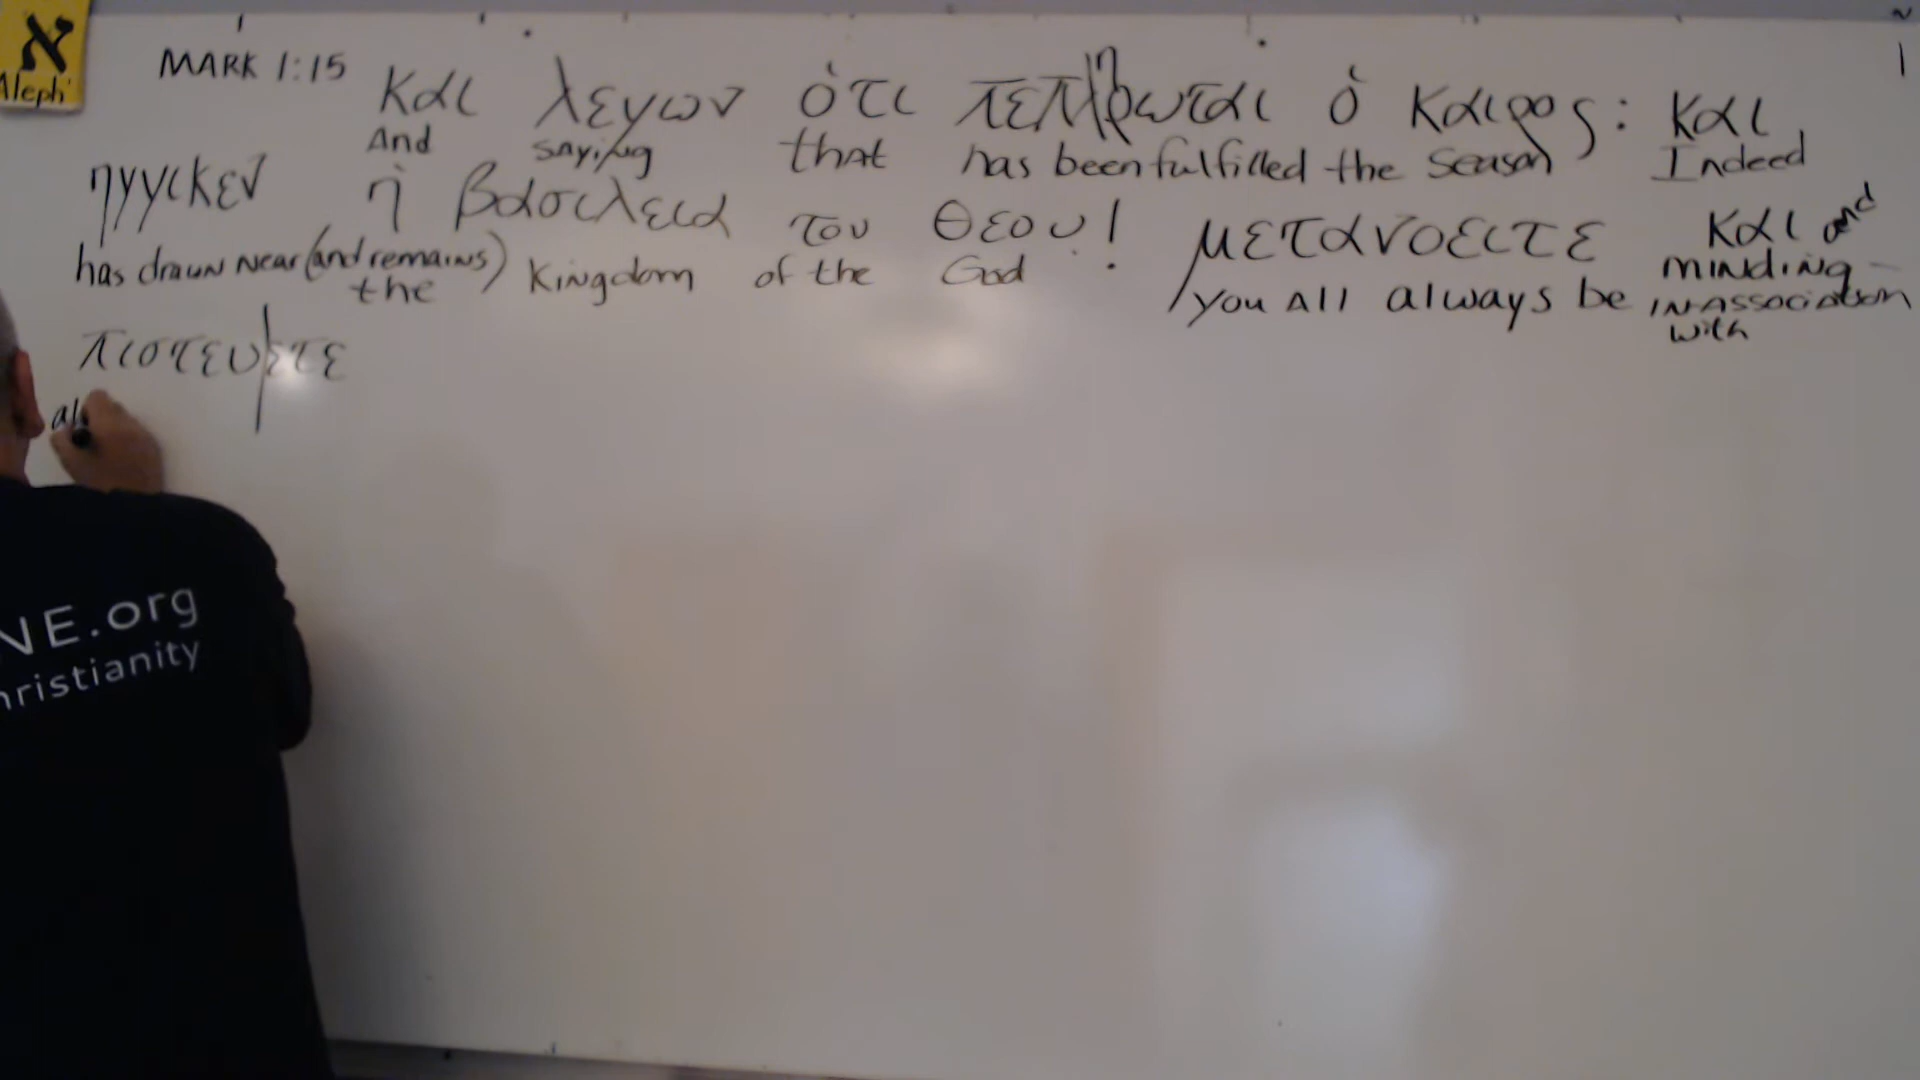 א
Aleph
MARK 1:15
και λεγων ὁτι πεπληρωται ὁ καιρος: και
And saying that has been fulfilled the season Indeed
ηγγικεν ἡ βασιλεια του θεου! μετανοειτε και and
has drawn near (and remains) the Kingdom of the God you All always be minding-in-association with
πιστευετε
al
NE.org
hristianity